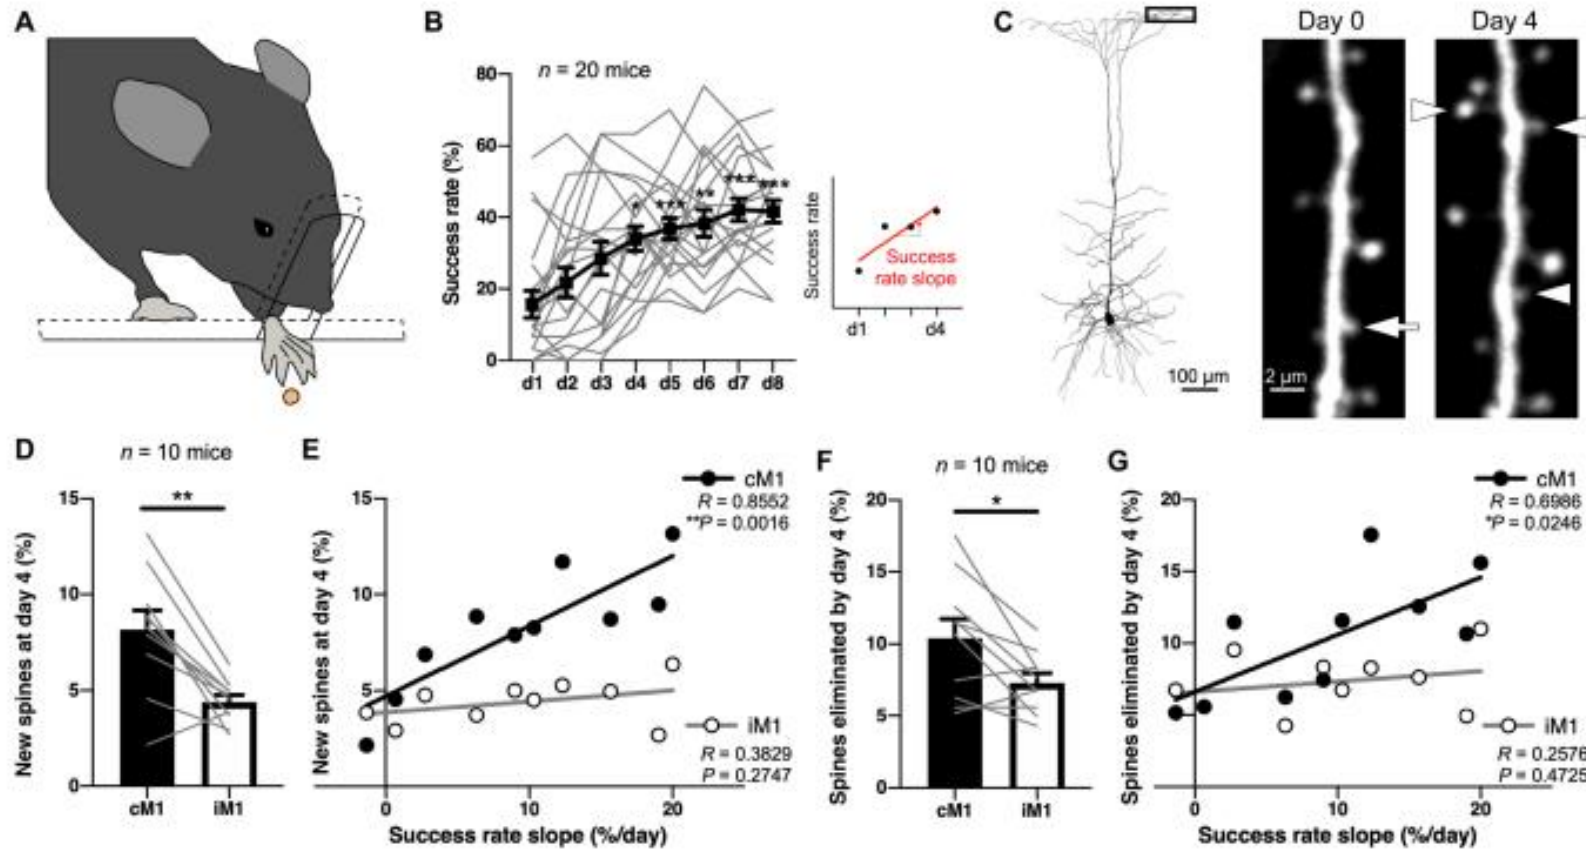 A
B
n = 20 mice
Success rate (%)
80
60
40
20
0
* *** ** *** ***
d1 d2 d3 d4 d5 d6 d7 d8
Success rate
Success
rate slope
d1 d4
C
100 µm
Day 0
Day 4
2 µm
D
n = 10 mice
New spines at day 4 (%)
15
10
5
0
**
cM1 iM1
E
New spines at day 4 (%)
15
10
5
0 10 20
Success rate slope (%/day)
cM1
R = 0.8552
**P = 0.0016
iM1
R = 0.3829
P = 0.2747
F
n = 10 mice
Spines eliminated by day 4 (%)
20
15
10
5
0
*
cM1 iM1
G
Spines eliminated by day 4 (%)
20
15
10
5
0 10 20
Success rate slope (%/day)
cM1
R = 0.6986
*P = 0.0246
iM1
R = 0.2576
P = 0.4725